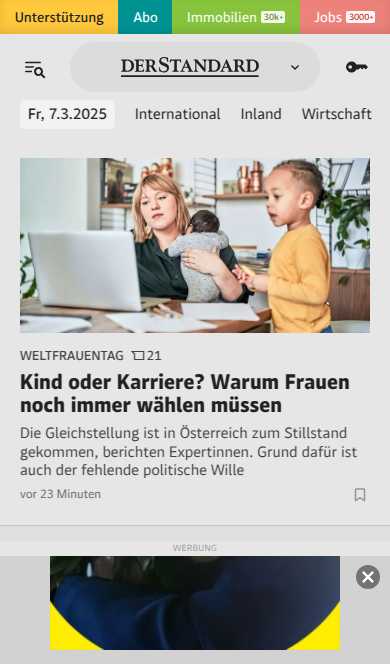 Unterstützung Abo Immobilien 30k+ Jobs 3000+
DERSTANDARD
Fr, 7.3.2025 International Inland Wirtschaft
WELTFRAUENTAG 21
Kind oder Karriere? Warum Frauen
noch immer wählen müssen
Die Gleichstellung ist in Österreich zum Stillstand
gekommen, berichten Expertinnen. Grund dafür ist
auch der fehlende politische Wille
vor 23 Minuten
WERBUNG